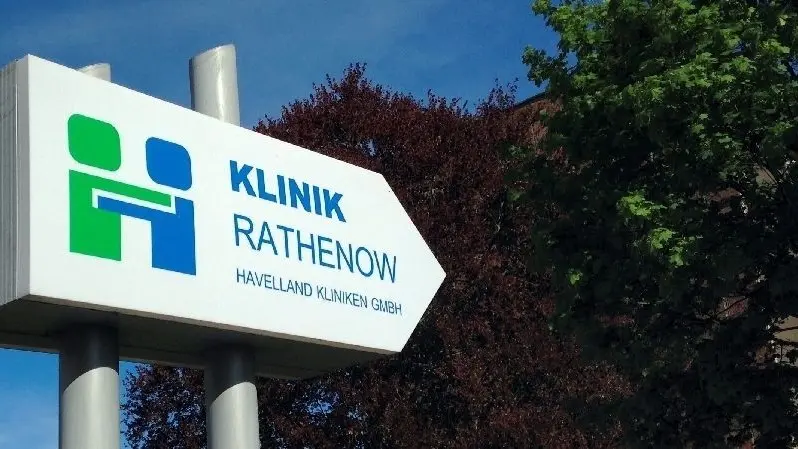 KLINIK
RATHENOW
HAVELLAND KLINIKEN GMBH